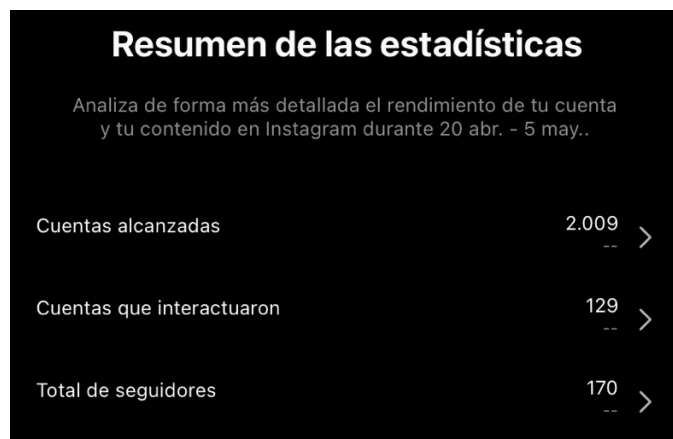 Resumen de las estadísticas
Analiza de forma más detallada el rendimiento de tu cuenta
y tu contenido en Instagram durante 20 abr. - 5 may..
Cuentas alcanzadas
2.009
--
Cuentas que interactuaron
129
--
Total de seguidores
170
--